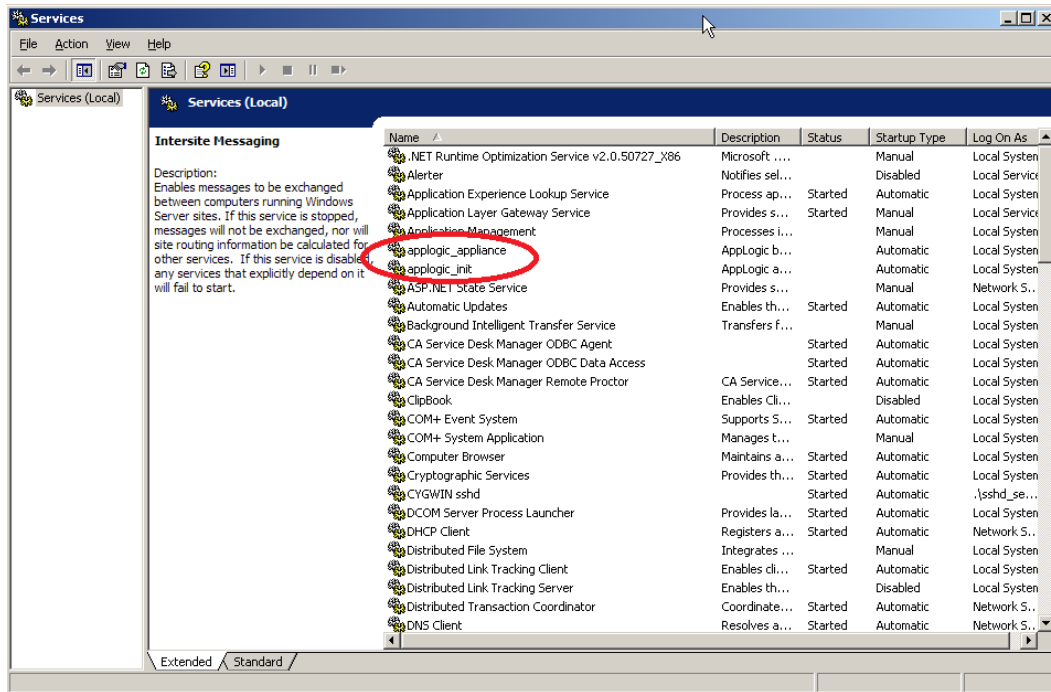 Services
File Action View Help
Services (Local)
Services (Local)
Intersite Messaging
Description:
Enables messages to be exchanged
between computers running Windows
Server sites. If this service is stopped,
messages will not be exchanged, nor will
site routing information be calculated for
other services. If this service is disabled,
any services that explicitly depend on it
will fail to start.
Name Description Status Startup Type Log On As
.NET Runtime Optimization Service v2.0.50727_X86 Microsoft .... Manual Local System
Alerter Notifies sel... Disabled Local Service
Application Experience Lookup Service Process ap... Started Automatic Local System
Application Layer Gateway Service Provides s... Started Manual Local Service
Application Management Processes i... Manual Local System
applogic_appliance AppLogic b... Automatic Local System
applogic_init AppLogic a... Automatic Local System
ASP.NET State Service Provides s... Manual Network S...
Automatic Updates Enables th... Started Automatic Local System
Background Intelligent Transfer Service Transfers f... Manual Local System
CA Service Desk Manager ODBC Agent Started Automatic Local System
CA Service Desk Manager ODBC Data Access Started Automatic Local System
CA Service Desk Manager Remote Proctor CA Service... Started Automatic Local System
ClipBook Enables Cli... Disabled Local System
COM+ Event System Supports S... Started Automatic Local System
COM+ System Application Manages t... Manual Local System
Computer Browser Maintains a... Started Automatic Local System
Cryptographic Services Provides th... Started Automatic Local System
CYGWIN sshd Started Automatic .\sshd_se...
DCOM Server Process Launcher Provides la... Started Automatic Local System
DHCP Client Registers a... Started Automatic Network S...
Distributed File System Integrates ... Manual Local System
Distributed Link Tracking Client Enables cli... Started Automatic Local System
Distributed Link Tracking Server Enables th... Disabled Local System
Distributed Transaction Coordinator Coordinate... Started Automatic Network S...
DNS Client Resolves a... Started Automatic Network S...
Extended Standard